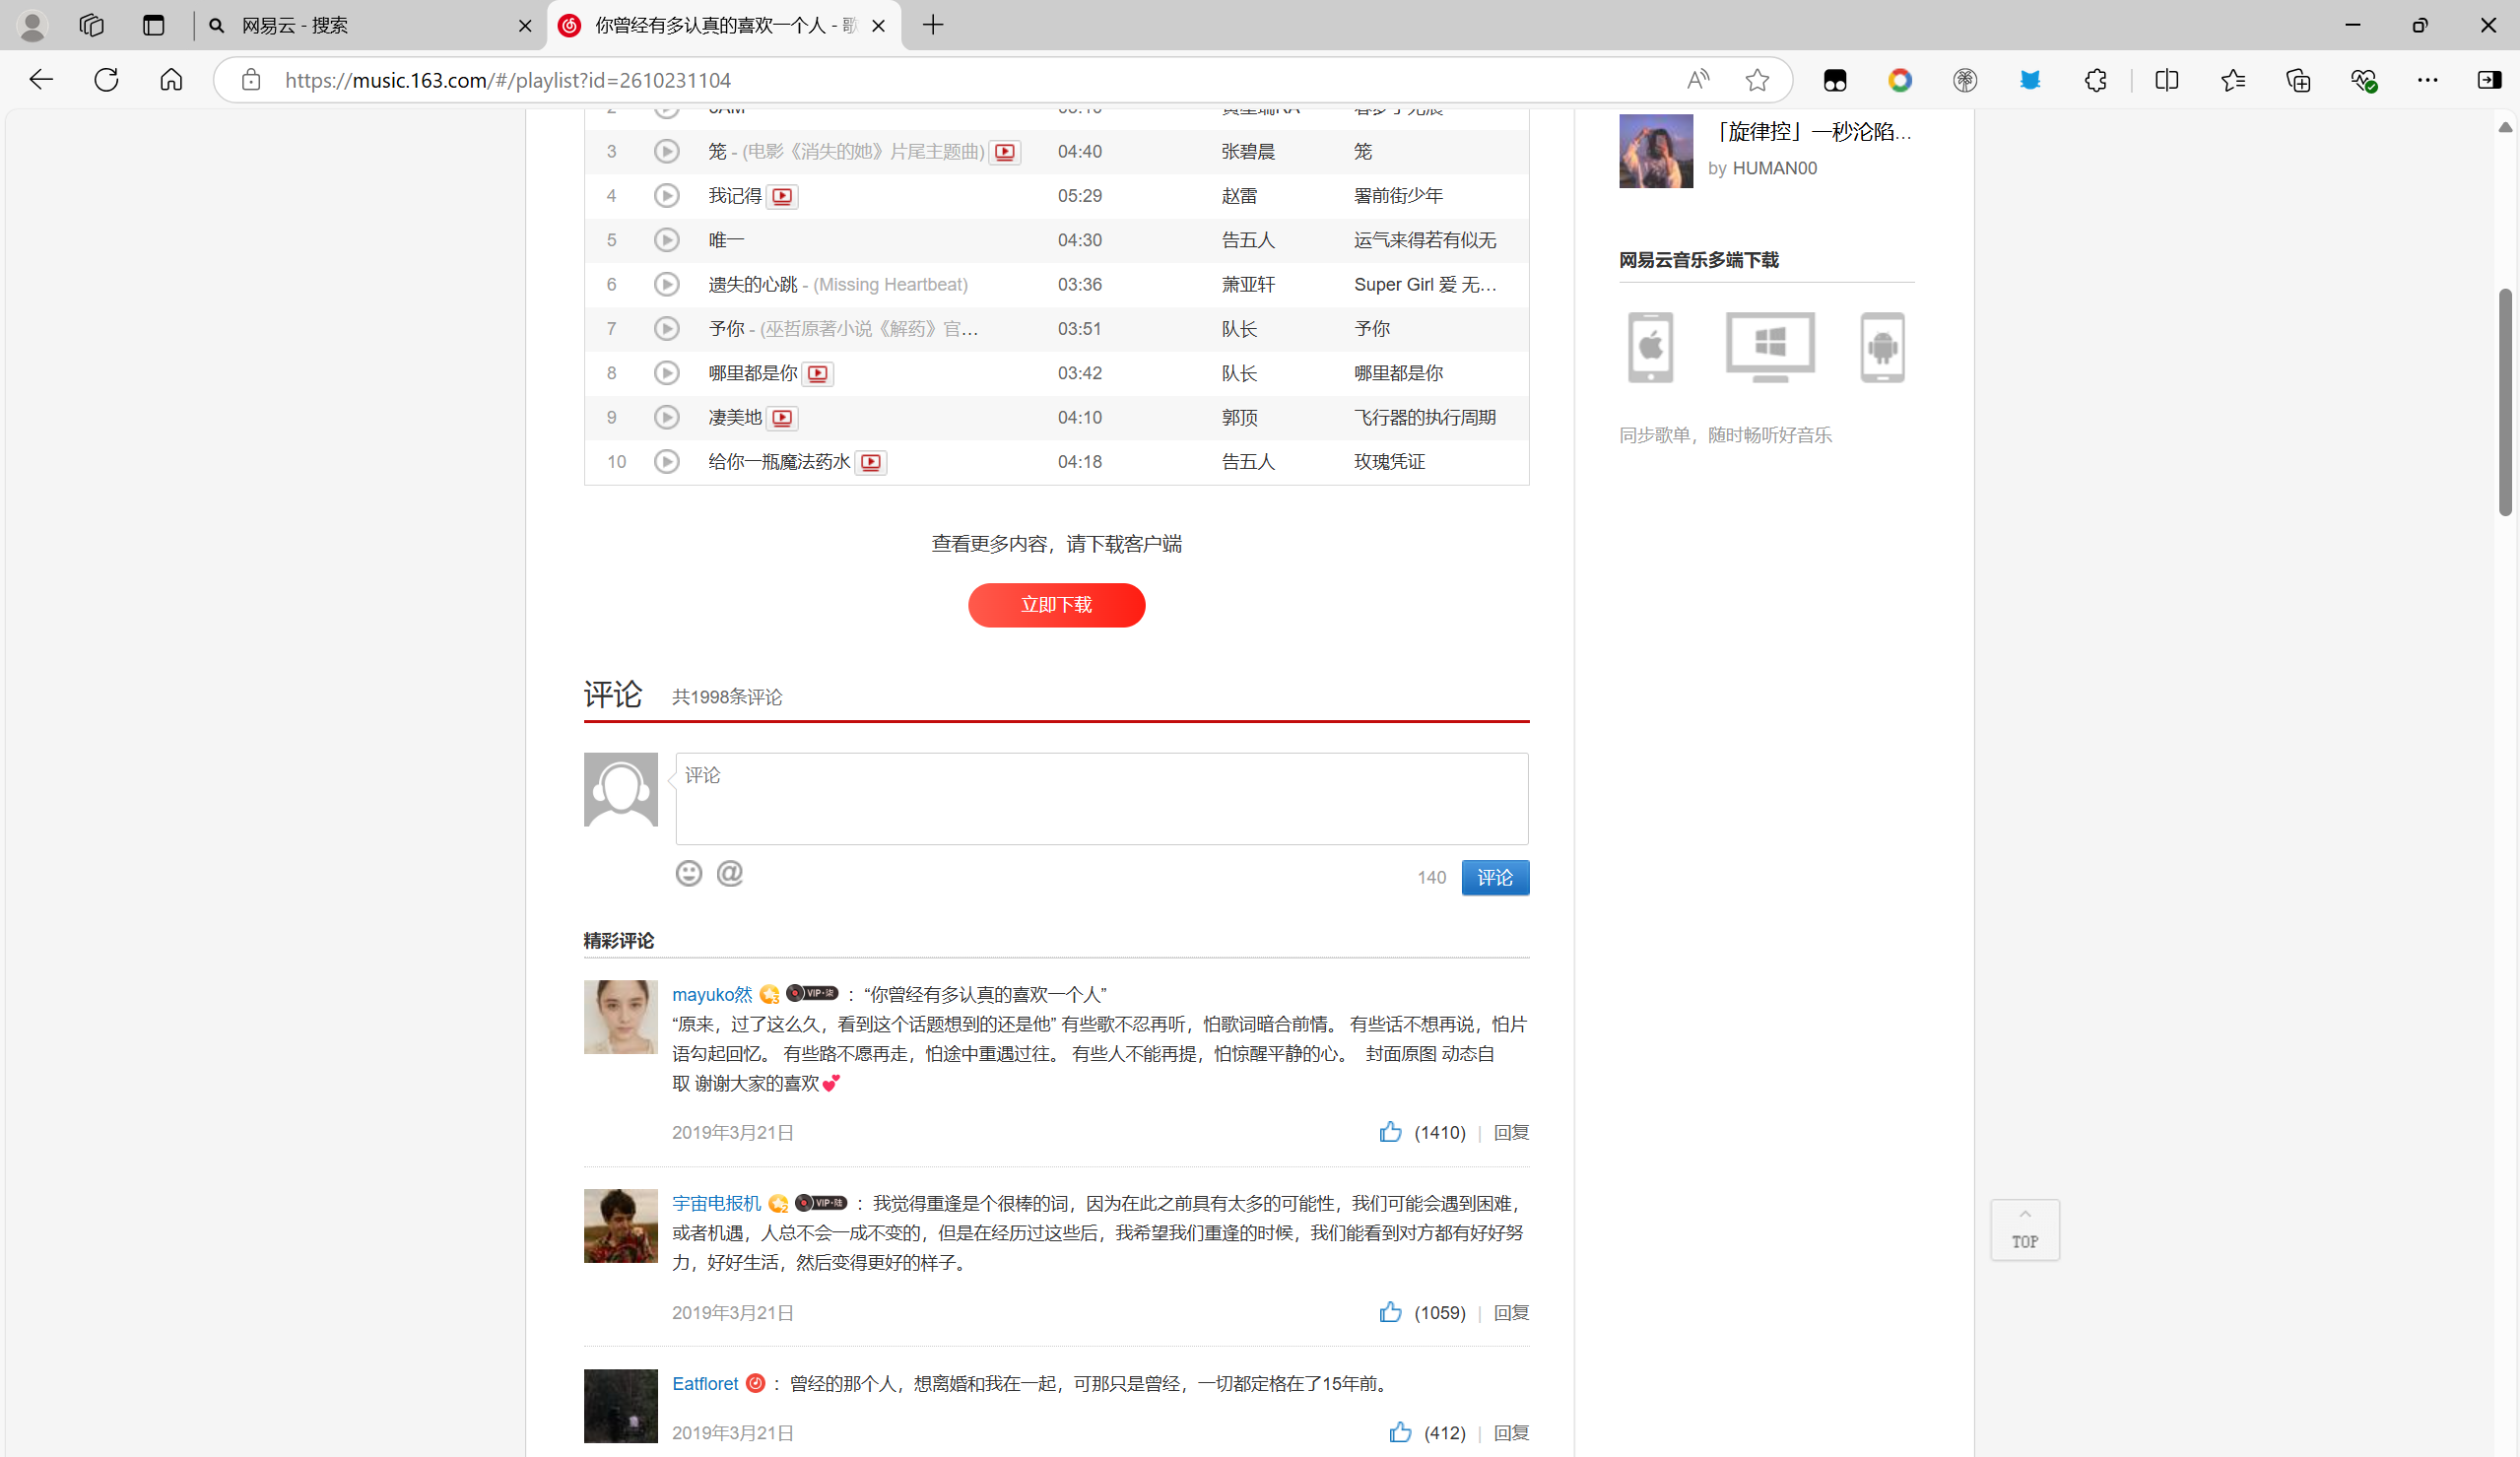 网易云 - 搜索
你曾经有多认真的喜欢一个人 - 歌
https://music.163.com/#/playlist?id=2610231104
3 笼 - (电影《消失的她》片尾主题曲) 04:40 张碧晨 笼
4 我记得 05:29 赵雷 署前街少年
5 唯一 04:30 告五人 运气来得若有似无
6 遗失的心跳 - (Missing Heartbeat) 03:36 萧亚轩 Super Girl 爱 无…
7 予你 - (巫哲原著小说《解药》官… 03:51 队长 予你
8 哪里都是你 03:42 队长 哪里都是你
9 凄美地 04:10 郭顶 飞行器的执行周期
10 给你一瓶魔法药水 04:18 告五人 玫瑰凭证
查看更多内容，请下载客户端
立即下载
评论 共1998条评论
评论
@
140 评论
精彩评论
mayuko然 3 VIP·柒 ：“你曾经有多认真的喜欢一个人”
“原来，过了这么久，看到这个话题想到的还是他” 有些歌不忍再听，怕歌词暗合前情。 有些话不想再说，怕片
语勾起回忆。 有些路不愿再走，怕途中重遇过往。 有些人不能再提，怕惊醒平静的心。 封面原图 动态自
取 谢谢大家的喜欢💕
2019年3月21日 (1410) | 回复
宇宙电报机 2 VIP·陆 ：我觉得重逢是个很棒的词，因为在此之前具有太多的可能性，我们可能会遇到困难，
或者机遇，人总不会一成不变的，但是在经历过这些后，我希望我们重逢的时候，我们能看到对方都有好好努
力，好好生活，然后变得更好的样子。
2019年3月21日 (1059) | 回复
Eatfloret ：曾经的那个人，想离婚和我在一起，可那只是曾经，一切都定格在了15年前。
2019年3月21日 (412) | 回复
「旋律控」一秒沦陷…
by HUMAN00
网易云音乐多端下载
同步歌单，随时畅听好音乐
TOP